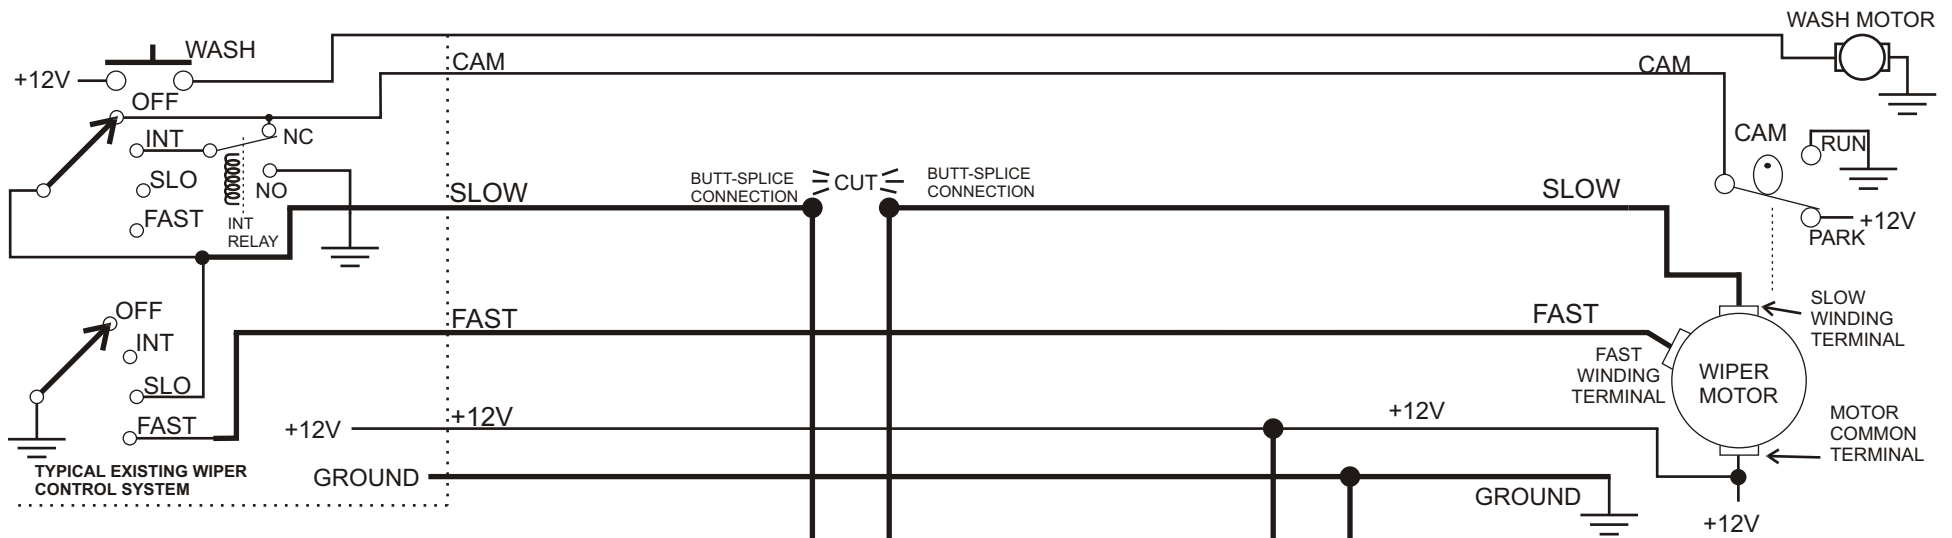 WASH MOTOR
WASH
+12V
CAM
CAM
OFF
INT
NC
CAM
RUN
SLO
NO
BUTT-SPLICE
CONNECTION
CUT
BUTT-SPLICE
CONNECTION
SLOW
SLOW
FAST
INT
RELAY
+12V
PARK
OFF
INT
FAST
FAST
SLOW
WINDING
TERMINAL
FAST
WINDING
TERMINAL
WIPER
MOTOR
SLO
FAST
+12V
+12V
+12V
MOTOR
COMMON
TERMINAL
TYPICAL EXISTING WIPER
CONTROL SYSTEM
GROUND
GROUND
+12V